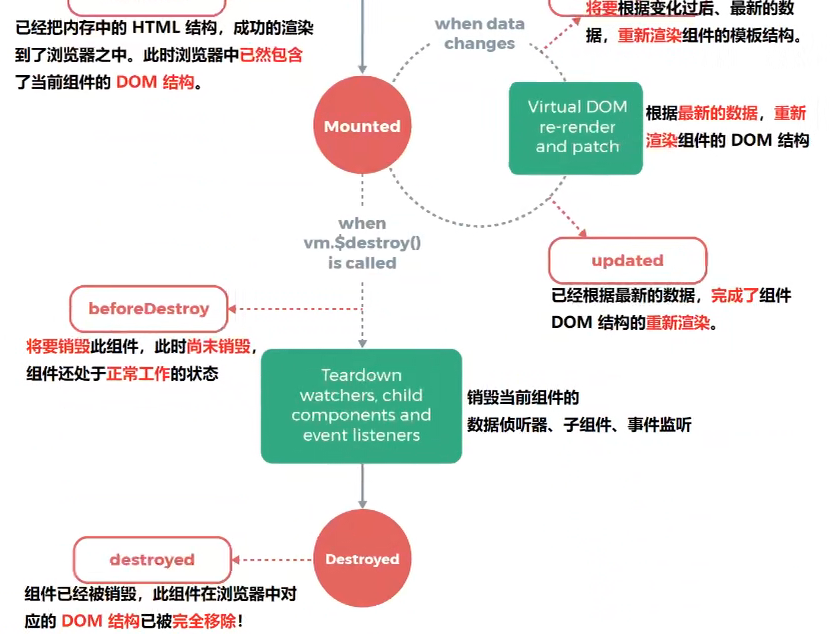 已经把内存中的 HTML 结构，成功的渲染
到了浏览器之中。此时浏览器中已然包含
了当前组件的 DOM 结构。
when data
changes
将要根据变化过后、最新的数
据，重新渲染组件的模板结构。
Mounted
Virtual DOM
re-render
and patch
根据最新的数据，重新
渲染组件的 DOM 结构
when
vm.$destroy()
is called
updated
已经根据最新的数据，完成了组件
DOM 结构的重新渲染。
beforeDestroy
将要销毁此组件，此时尚未销毁，
组件还处于正常工作的状态
Teardown
watchers, child
components and
event listeners
销毁当前组件的
数据侦听器、子组件、事件监听
destroyed
Destroyed
组件已经被销毁，此组件在浏览器中对
应的 DOM 结构已被完全移除！